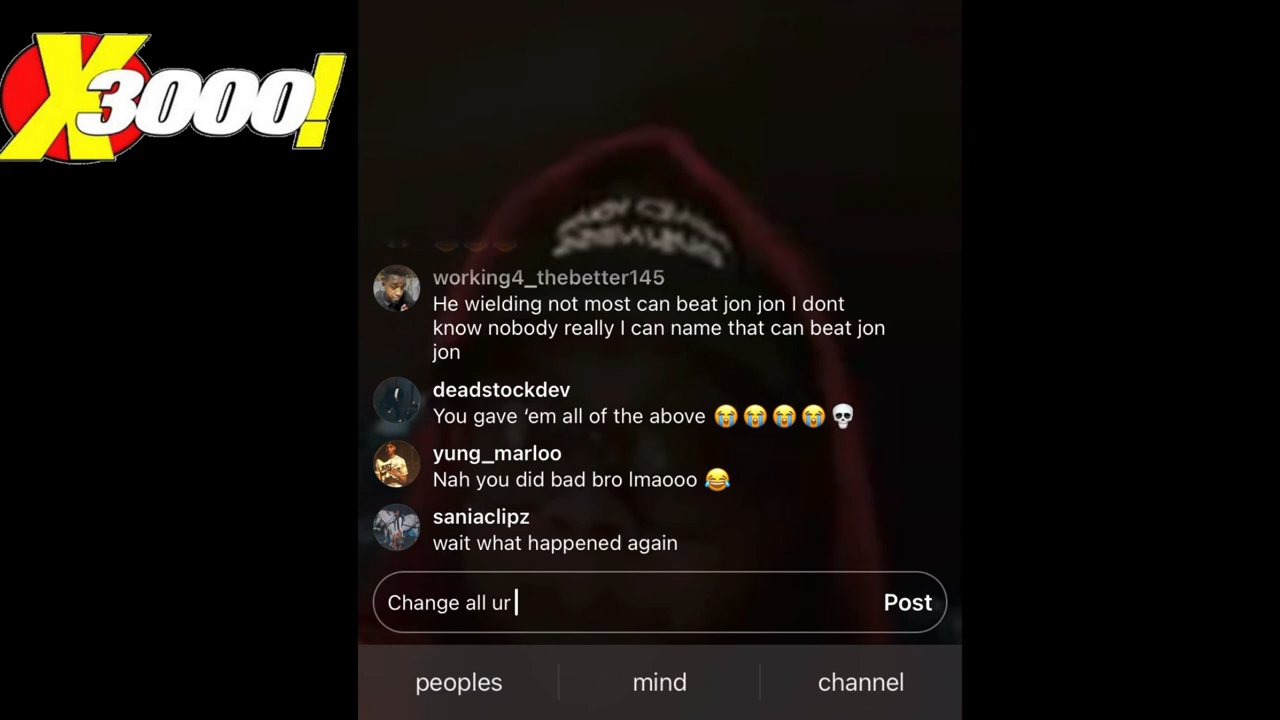 X3000!
working4_thebetter145
He wielding not most can beat jon jon I dont
know nobody really I can name that can beat jon
jon
deadstockdev
You gave ‘em all of the above 😭😭😭😭💀
yung_marloo
Nah you did bad bro lmaooo 😂
saniaclipz
wait what happened again
Change all ur
Post
peoples
mind
channel